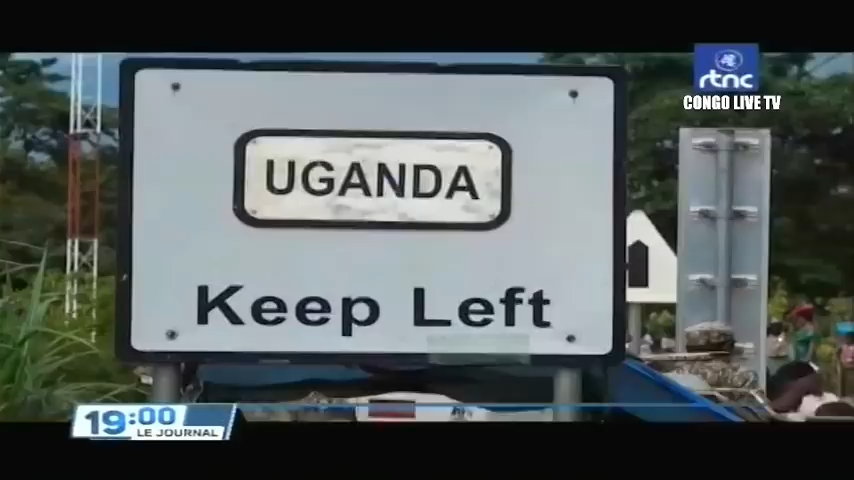 rtnc
CONGO LIVE TV
UGANDA
Keep Left
19:00
LE JOURNAL